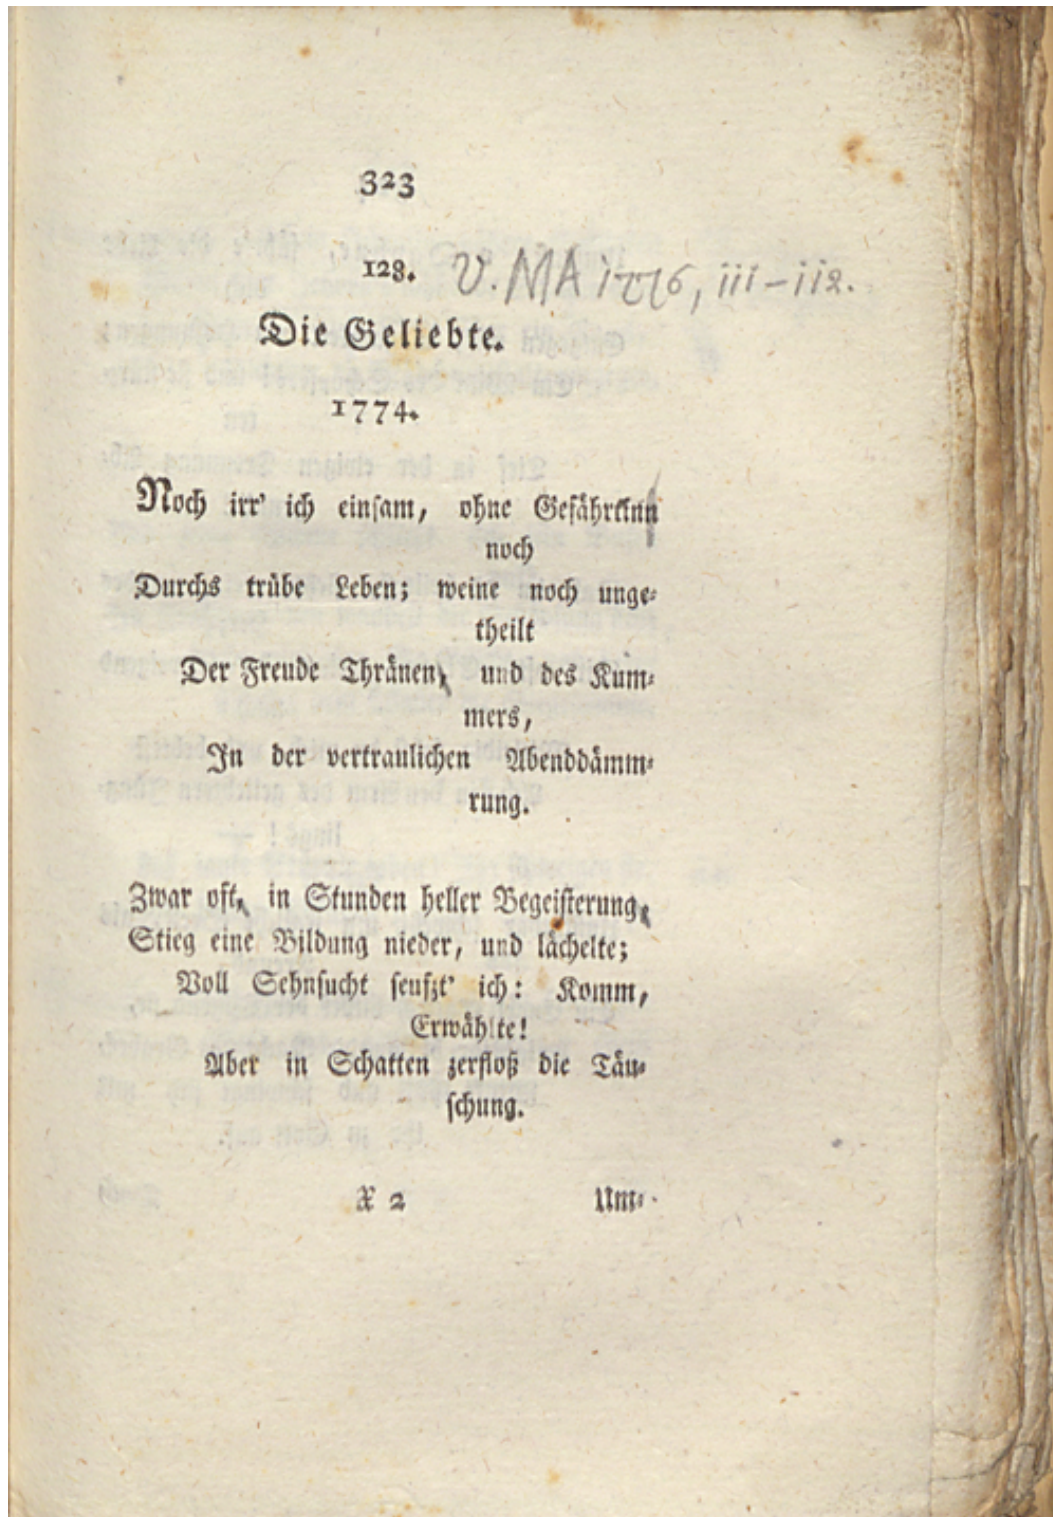 323
128. V. MA 1776, 111-112.
Die Geliebte.
1774.
Noch irr' ich einsam, ohne Gefährtinn
noch
Durchs trübe Leben; weine noch unge-
theilt
Der Freude Thränen, und des Kum-
mers,
In der vertraulichen Abenddämm-
rung.
Zwar oft, in Stunden heller Begeisterung,
Stieg eine Bildung nieder, und lächelte;
Voll Sehnsucht seufzt' ich: Komm,
Erwählte!
Aber in Schatten zerfloß die Täu-
schung.
X 2 Um-